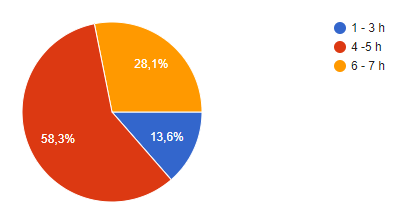 1 - 3 h
4 -5 h
6 - 7 h
28,1%
58,3%
13,6%